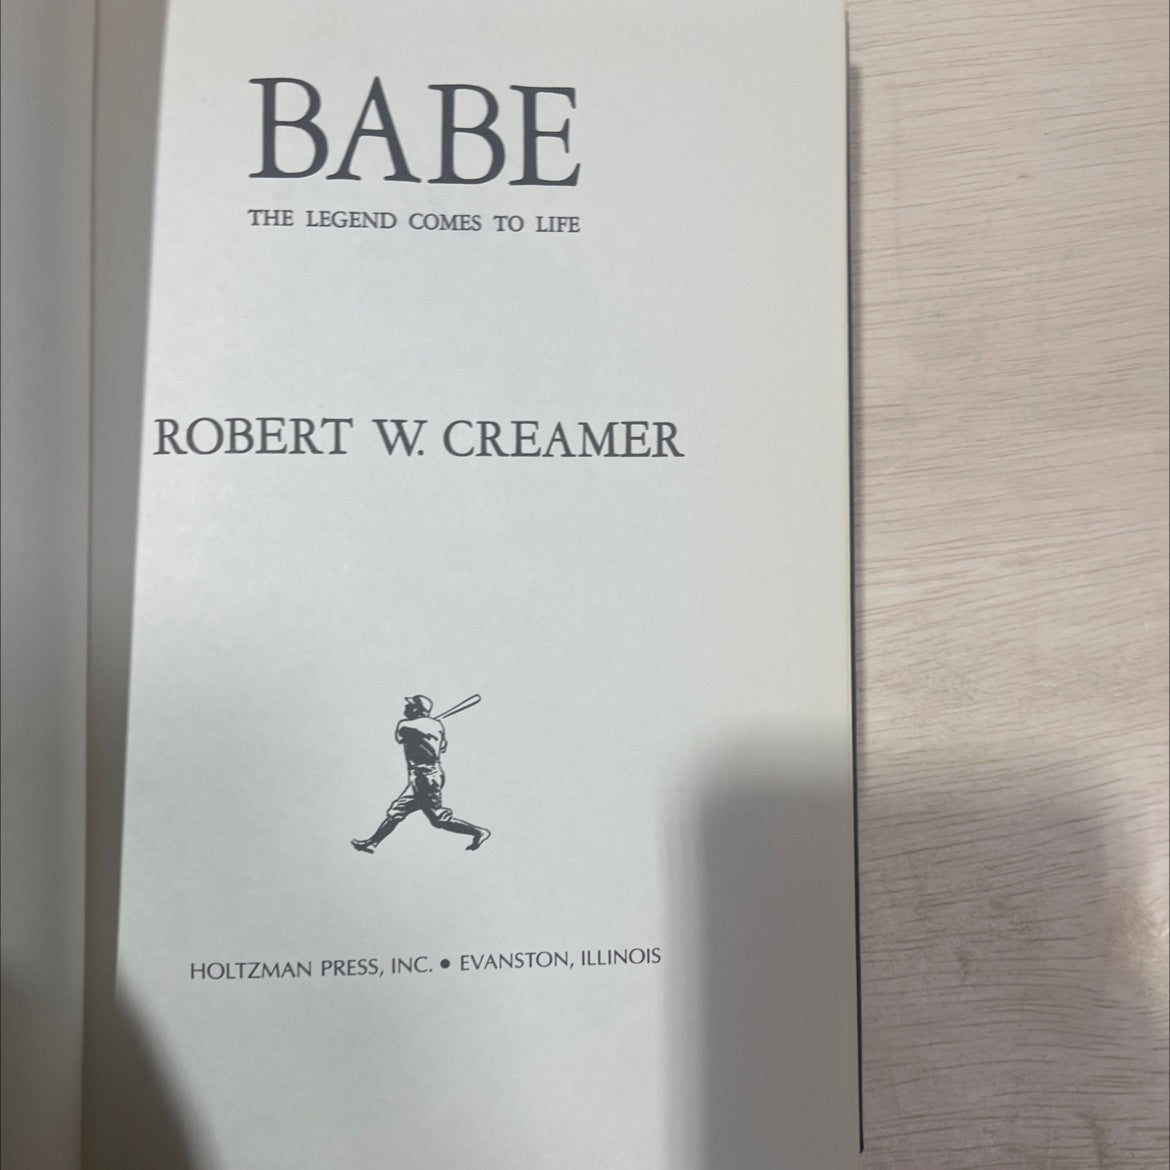 BABE
THE LEGEND COMES TO LIFE
ROBERT W. CREAMER
HOLTZMAN PRESS, INC. • EVANSTON, ILLINOIS